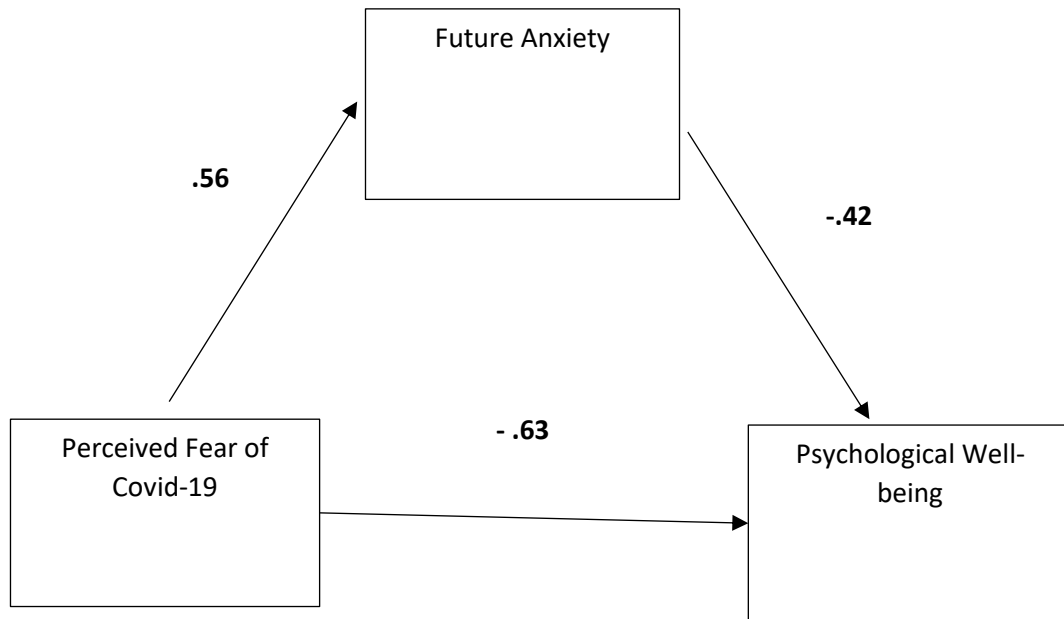 Future Anxiety
.56
-.42
Perceived Fear of
Covid-19
- .63
Psychological Well-
being